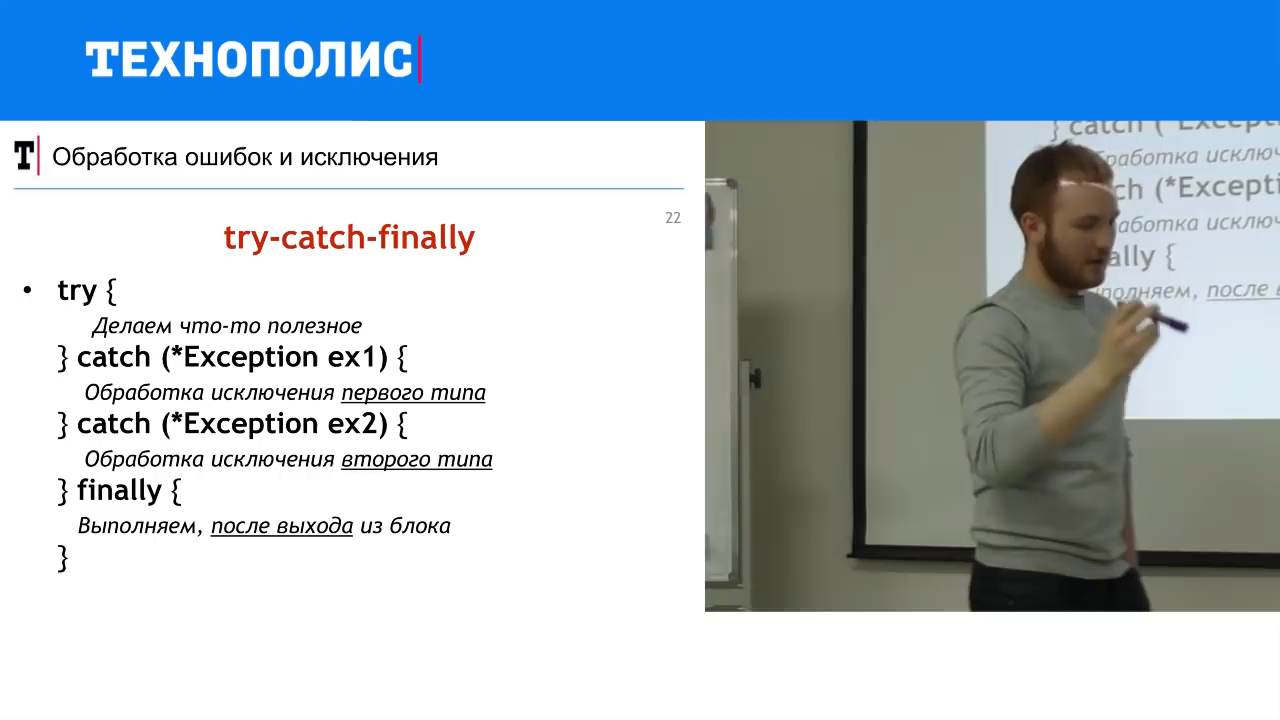 ТЕХНОПОЛИС
Т Обработка ошибок и исключения
22
try-catch-finally
• try {
Делаем что-то полезное
} catch (*Exception ex1) {
Обработка исключения первого типа
} catch (*Exception ex2) {
Обработка исключения второго типа
} finally {
Выполняем, после выхода из блока
}
} catch (